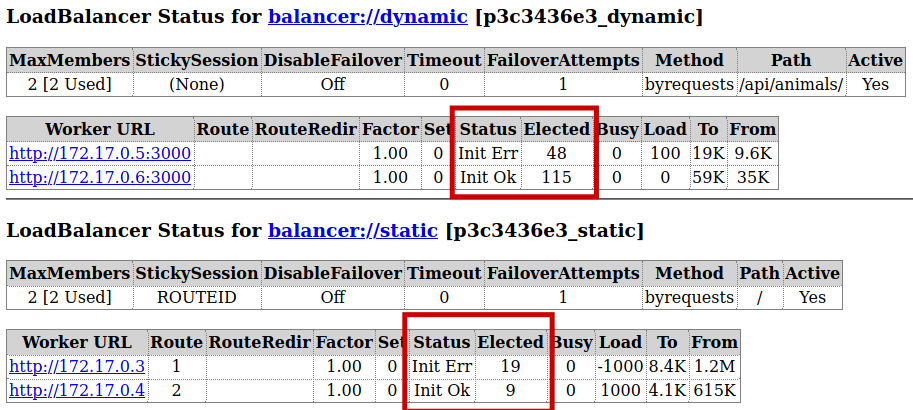 LoadBalancer Status for balancer://dynamic [p3c3436e3_dynamic]
MaxMembers StickySession DisableFailover Timeout FailoverAttempts Method Path Active
2 [2 Used] (None) Off 0 1 byrequests /api/animals/ Yes
Worker URL Route RouteRedir Factor Set Status Elected Busy Load To From
http://172.17.0.5:3000 1.00 0 Init Err 48 0 100 19K 9.6K
http://172.17.0.6:3000 1.00 0 Init Ok 115 0 0 59K 35K
LoadBalancer Status for balancer://static [p3c3436e3_static]
MaxMembers StickySession DisableFailover Timeout FailoverAttempts Method Path Active
2 [2 Used] ROUTEID Off 0 1 byrequests / Yes
Worker URL Route RouteRedir Factor Set Status Elected Busy Load To From
http://172.17.0.3 1 1.00 0 Init Err 19 0 -1000 8.4K 1.2M
http://172.17.0.4 2 1.00 0 Init Ok 9 0 1000 4.1K 615K